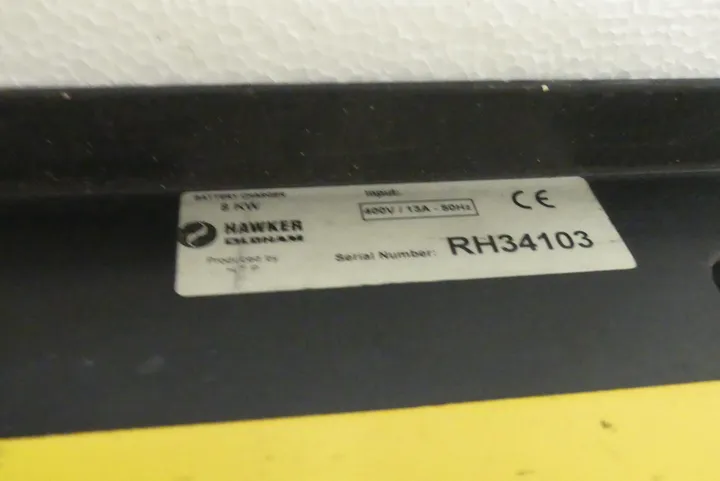 BATTERY CHARGER
8 KW
HAWKER
OLDHAM
Produced by
Input:
400V / 13A - 50Hz
CE
Serial Number: RH34103